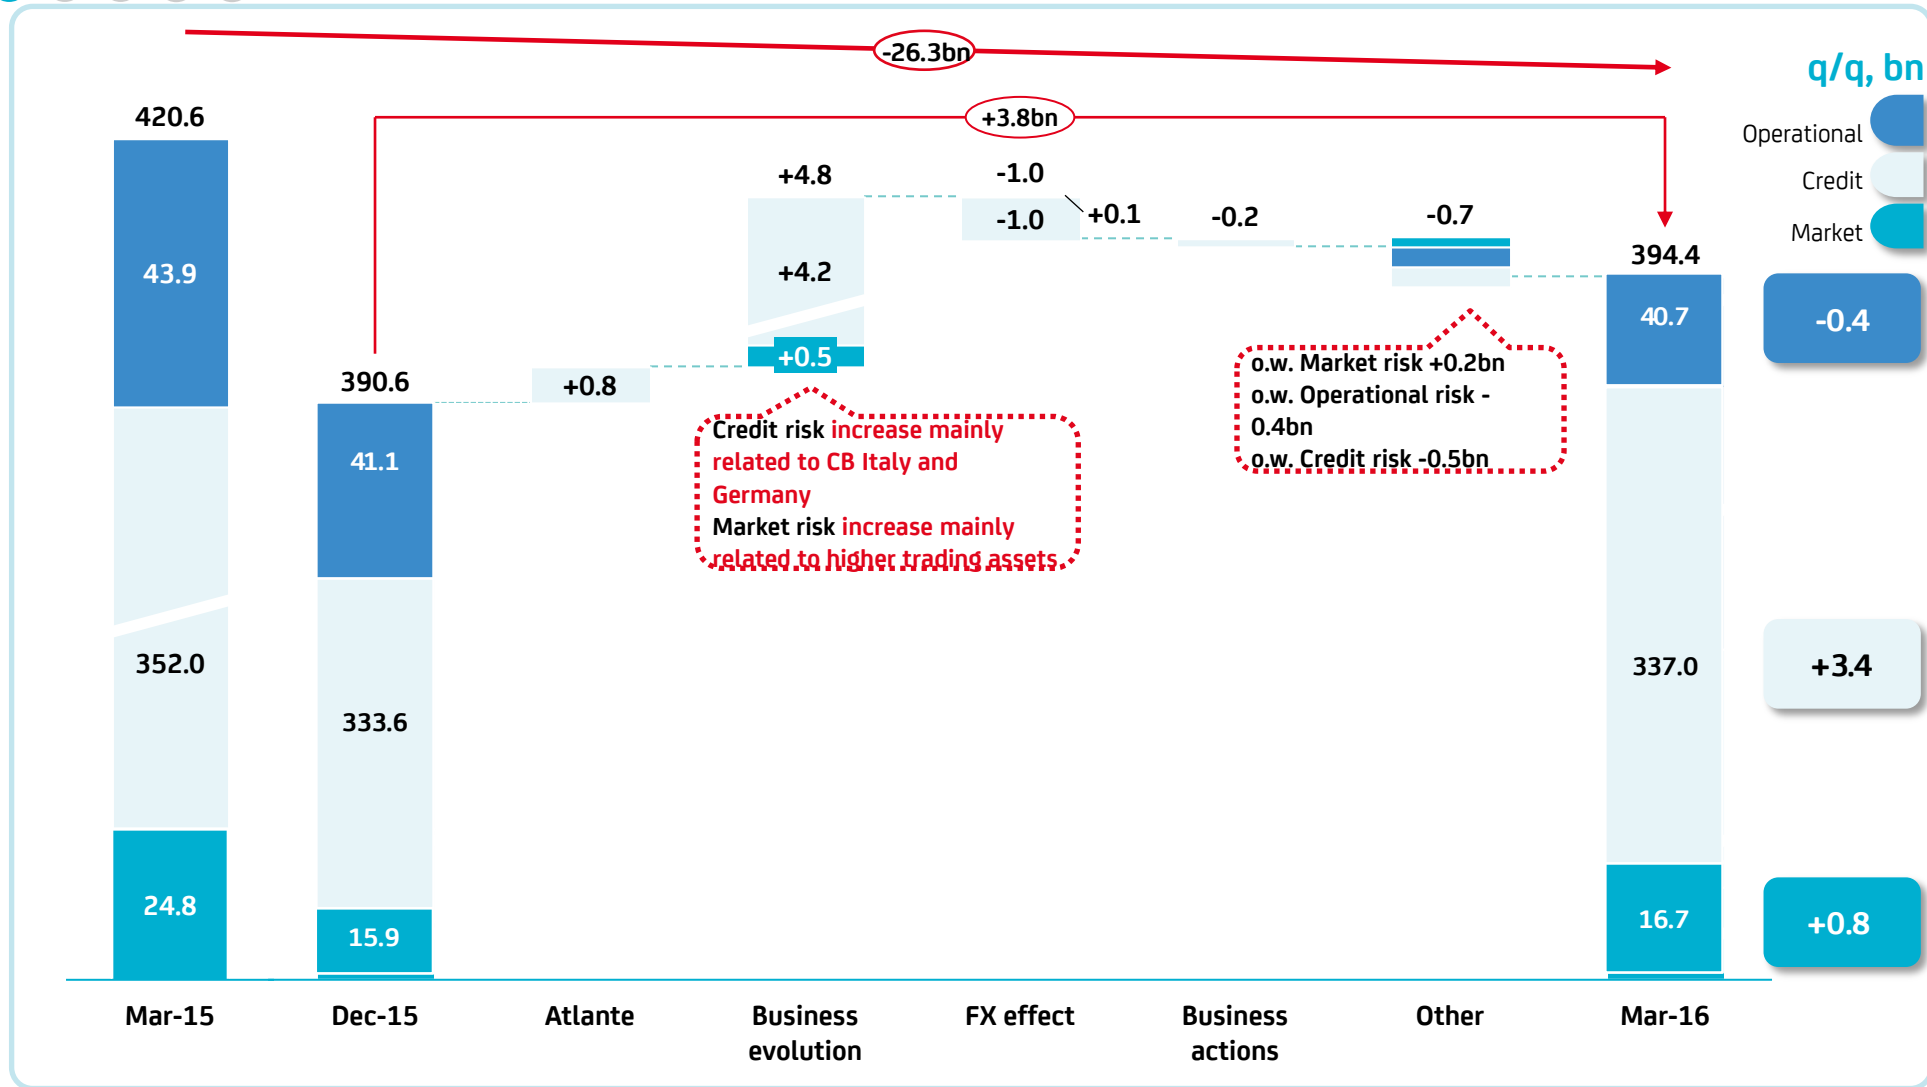 -26.3bn
q/q, bn
+3.8bn
420.6
Operational
+4.8
-1.0
Credit
-1.0
+0.1
-0.2
-0.7
Market
394.4
43.9
+4.2
40.7
-0.4
+0.5
o.w. Market risk +0.2bn
o.w. Operational risk -
0.4bn
o.w. Credit risk -0.5bn
390.6
+0.8
Credit risk increase mainly
related to CB Italy and
Germany
Market risk increase mainly
related to higher trading assets
41.1
352.0
337.0
+3.4
333.6
24.8
15.9
16.7
+0.8
Mar-15
Dec-15
Atlante
Business
evolution
FX effect
Business
actions
Other
Mar-16